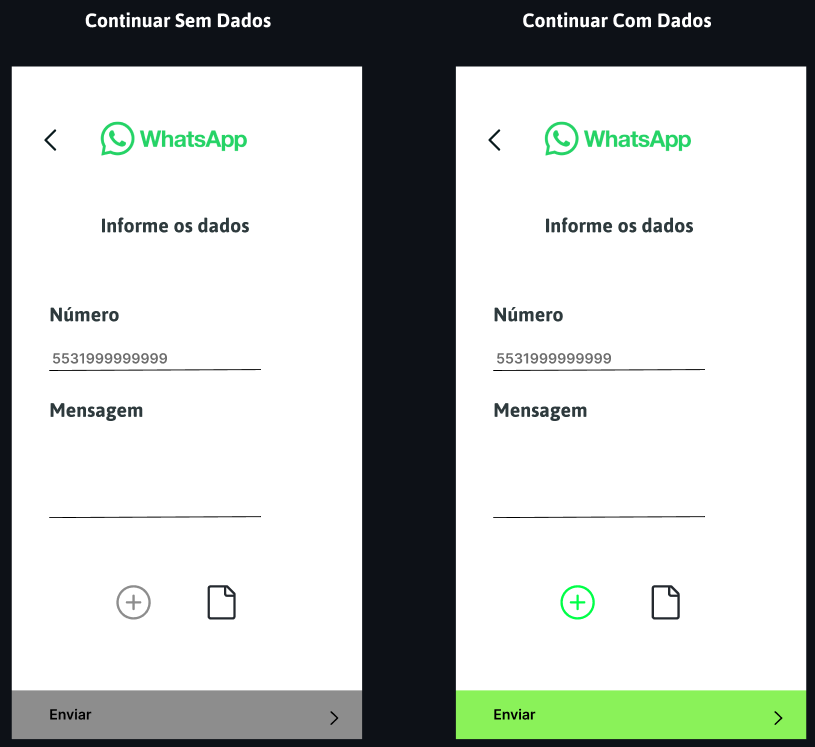 Continuar Sem Dados
WhatsApp
Informe os dados
Número
5531999999999
Mensagem
Enviar
Continuar Com Dados
WhatsApp
Informe os dados
Número
5531999999999
Mensagem
Enviar